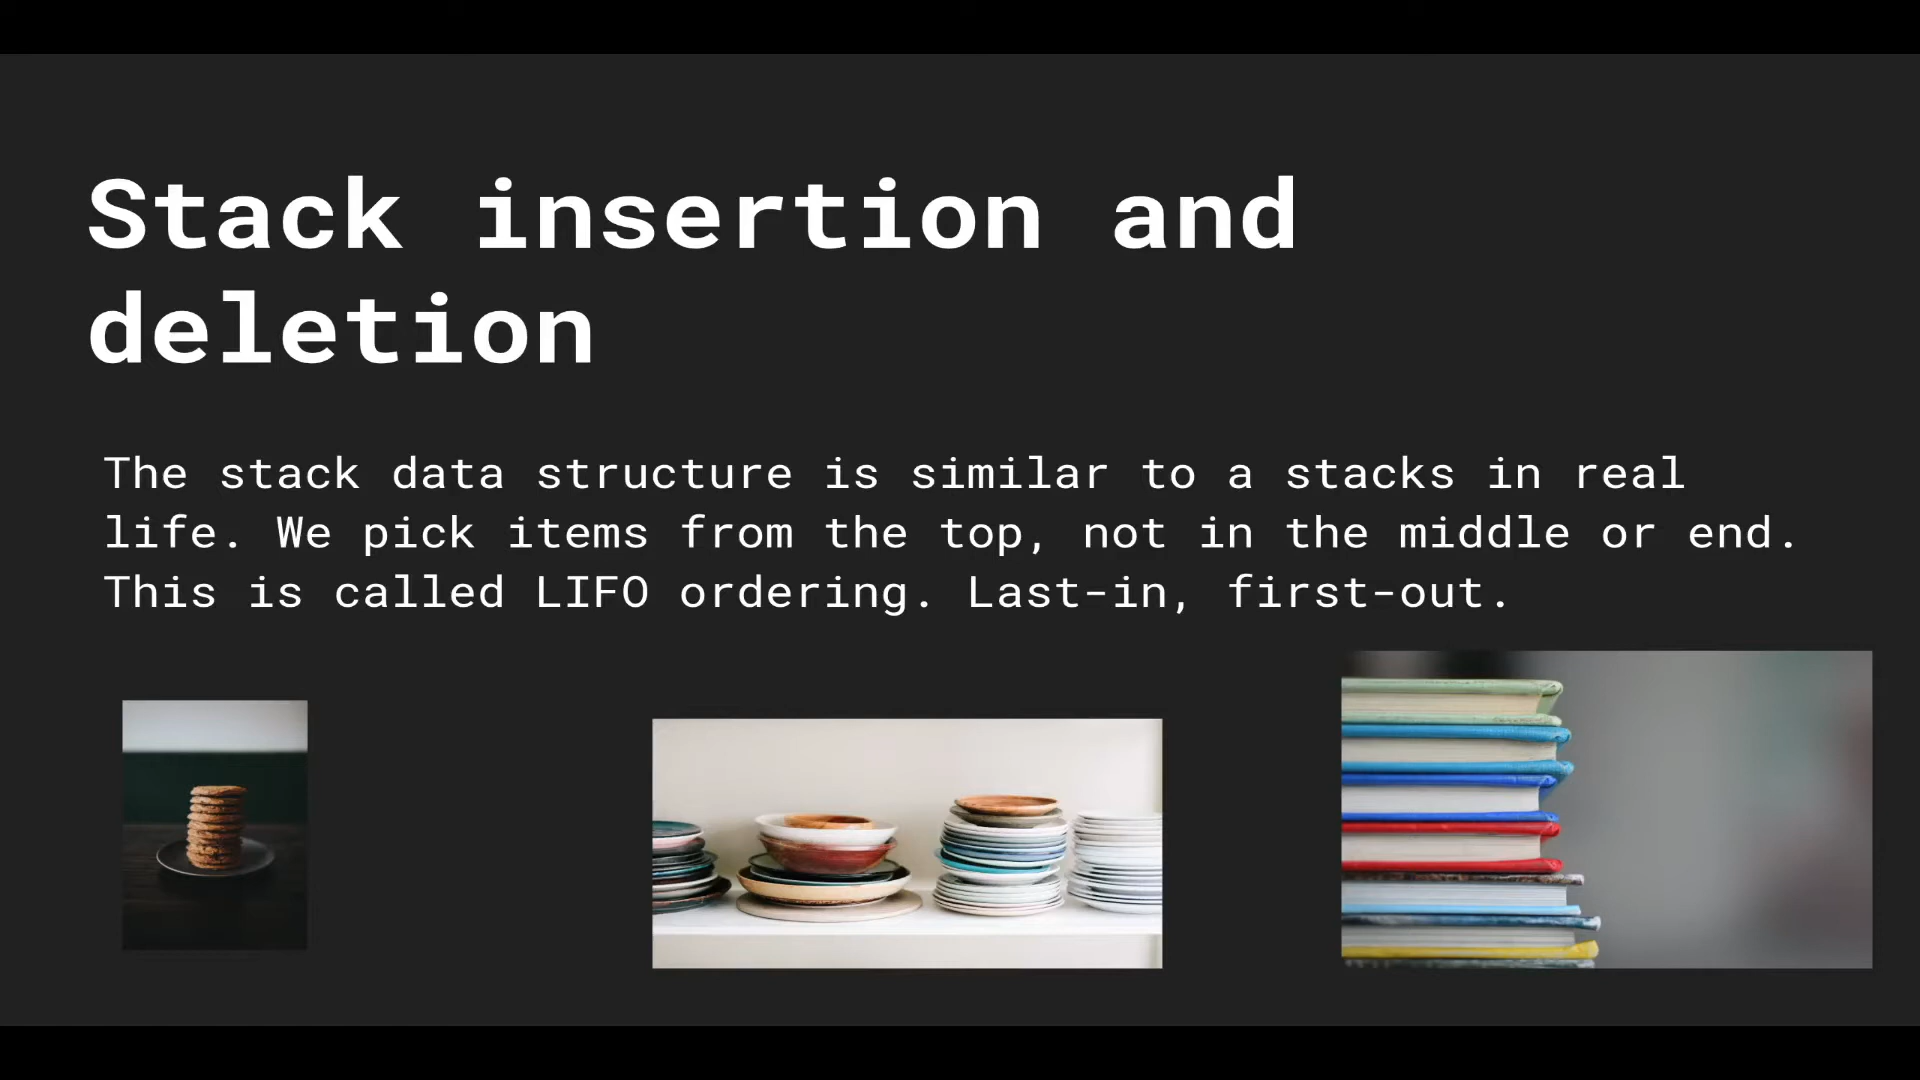 Stack insertion and
deletion
The stack data structure is similar to a stacks in real
life. We pick items from the top, not in the middle or end.
This is called LIFO ordering. Last-in, first-out.